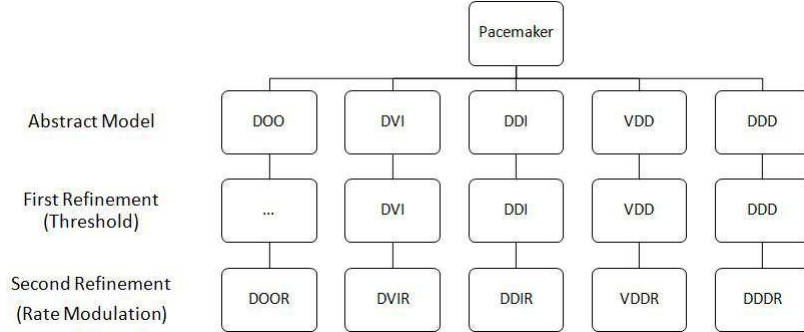 Pacemaker
Abstract Model DOO DVI DDI VDD DDD
First Refinement
(Threshold) ... DVI DDI VDD DDD
Second Refinement
(Rate Modulation) DOOR DVIR DDIR VDDR DDDR